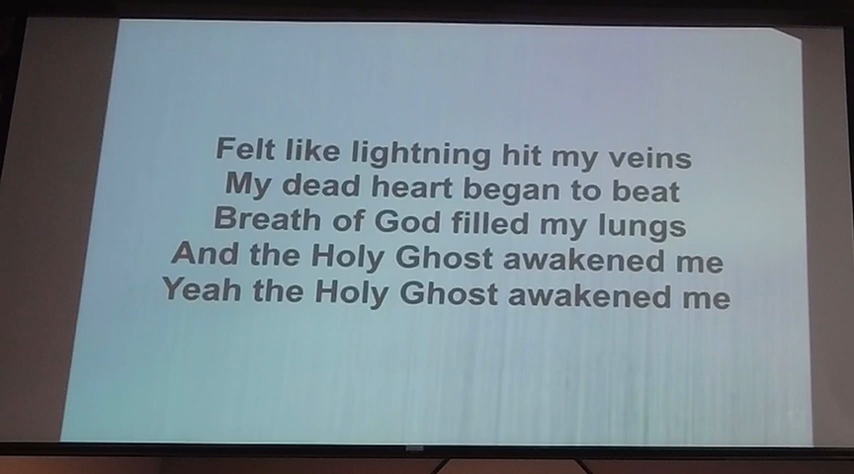 Felt like lightning hit my veins
My dead heart began to beat
Breath of God filled my lungs
And the Holy Ghost awakened me
Yeah the Holy Ghost awakened me